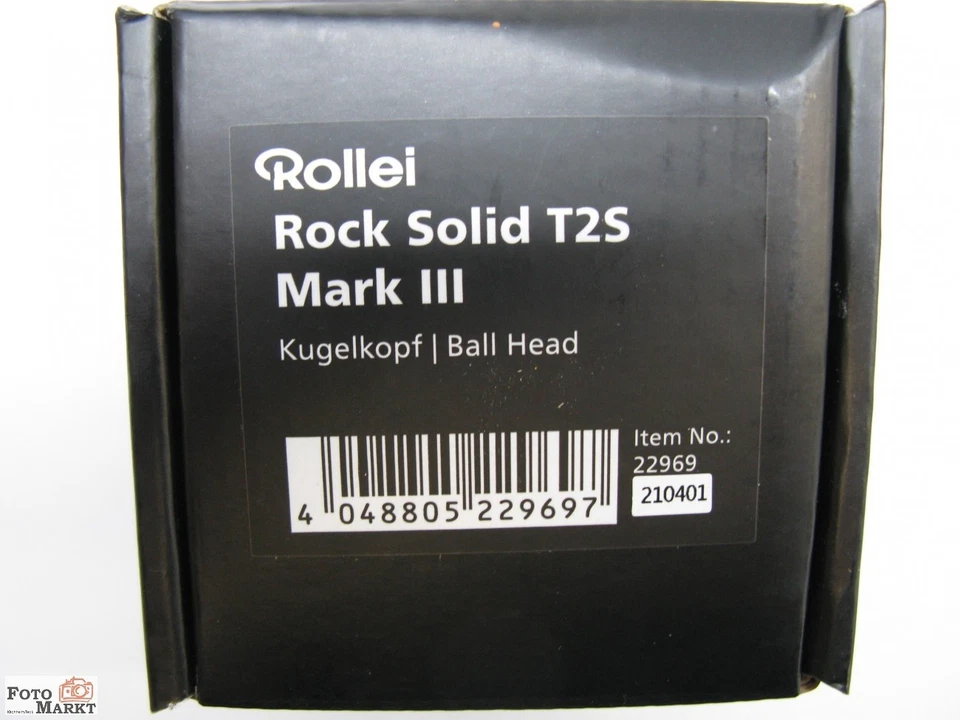 Rollei
Rock Solid T2S
Mark III
Kugelkopf | Ball Head
4 048805 229697
Item No.:
22969
210401
FOTO
MARKT